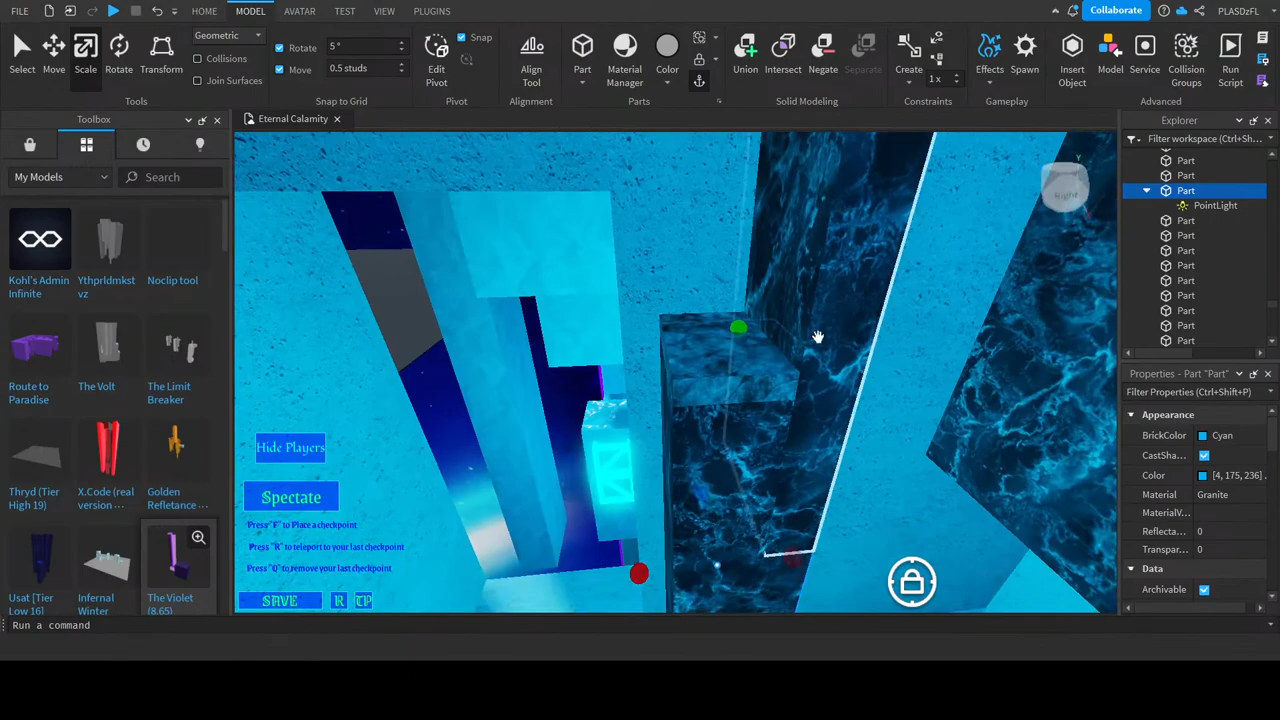 FILE HOME MODEL AVATAR TEST VIEW PLUGINS Collaborate PLASDzFL
Select Move Scale Rotate Transform
Geometric
Collisions
Join Surfaces
Tools
Rotate 5 °
Move 0.5 studs
Snap to Grid
Edit
Pivot
Snap
Pivot
Align
Tool
Alignment
Part Material
Manager Color
Parts
Union Intersect Negate Separate
Solid Modeling
Create 1 x
Constraints
Effects Spawn
Gameplay
Insert
Object Model Service Collision
Groups Run
Script
Advanced
Toolbox
My Models Search
Kohl's Admin
Infinite
Ythprldmkst
vz
Noclip tool
Route to
Paradise
The Volt
The Limit
Breaker
Thryd (Tier
High 19)
X.Code (real
version ···
Golden
Refletance ···
Usat [Tier
Low 16]
Infernal
Winter
The Violet
(8.65)
Eternal Calamity
Right
Y
Hide Players
Spectate
Press "F" to Place a checkpoint
Press "R" to teleport to your last checkpoint
Press "Q" to remove your last checkpoint
SAVE R TP
Explorer
Filter workspace (Ctrl+Sh...
Part
Part
Part
PointLight
Part
Part
Part
Part
Part
Part
Part
Part
Part
Properties - Part "Part"
Filter Properties (Ctrl+Shift+P)
Appearance
BrickColor Cyan
CastSha...
Color [4, 175, 236]
Material Granite
MaterialV...
Reflecta... 0
Transpar... 0
Data
Archivable
Run a command